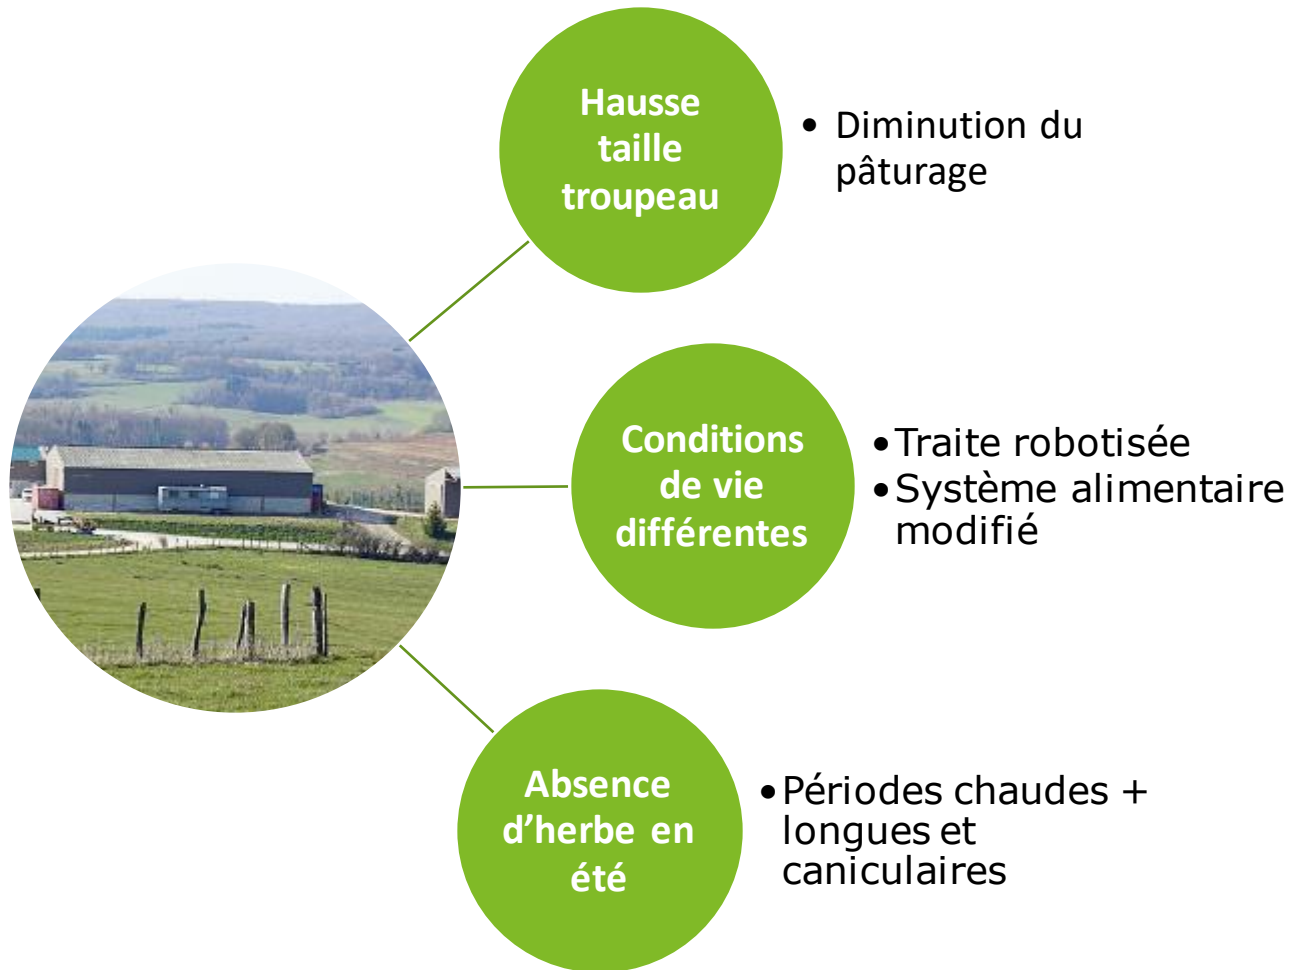 Hausse
taille
troupeau
• Diminution du
pâturage
Conditions
de vie
différentes
•Traite robotisée
•Système alimentaire
modifié
Absence
d’herbe en
été
•Périodes chaudes +
longues et
caniculaires